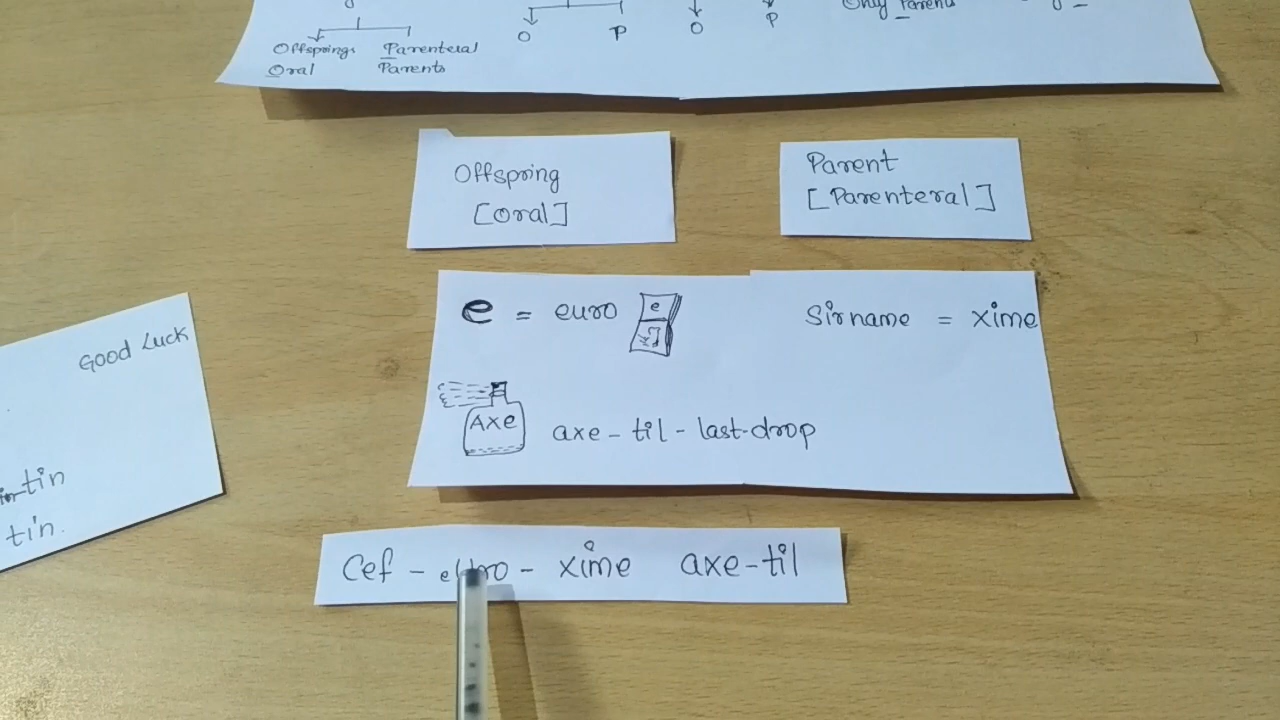 Offsprings Parenteral
Oral Parents
O P O P
Only Parents
Offspring
[Oral]
Parent
[Parenteral]
e = euro e
Sirname = xime
AXe axe-til-last-drop
Good Luck
tin
tin.
Cef - euro - xime axe-til